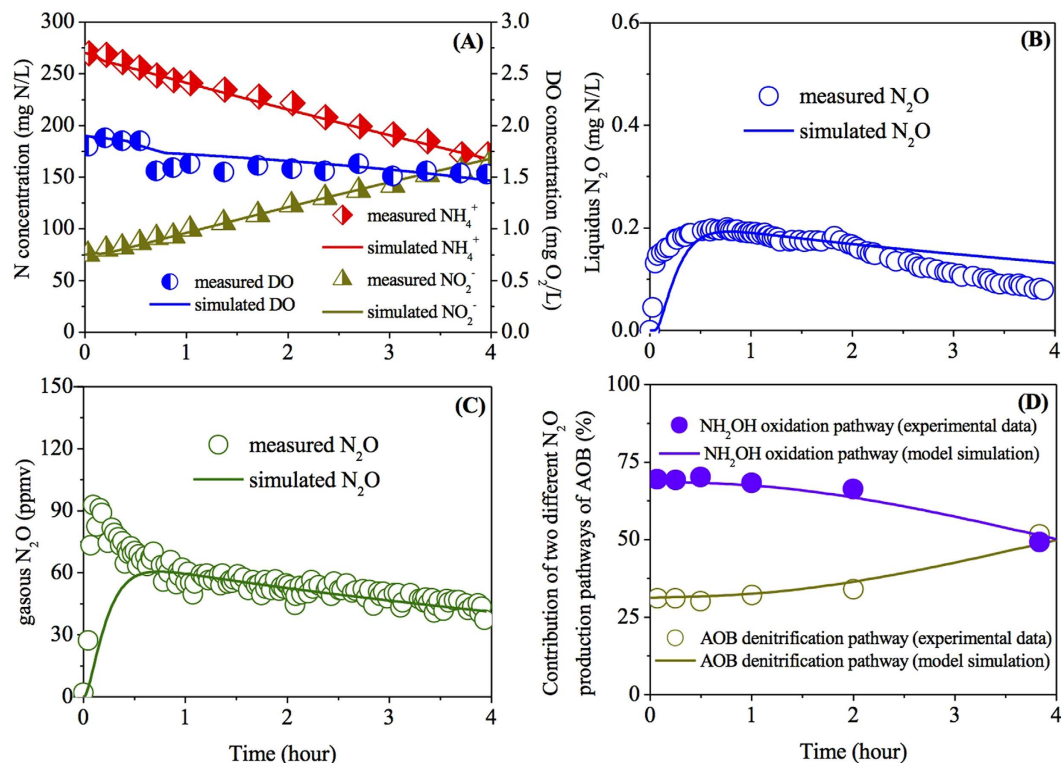 (A)
N concentration (mg N/L)
300
250
200
150
100
50
0
3.0
2.5
2.0
1.5
1.0
0.5
0.0
DO concentration (mg O₂/L)
measured NH₄⁺
simulated NH₄⁺
measured NO₂⁻
simulated NO₂⁻
measured DO
simulated DO
0 1 2 3 4
(B)
Liquidus N₂O (mg N/L)
0.6
0.4
0.2
0.0
measured N₂O
simulated N₂O
0 1 2 3 4
(C)
gasous N₂O (ppmv)
150
120
90
60
30
0
measured N₂O
simulated N₂O
0 1 2 3 4
Time (hour)
(D)
Contribution of two different N₂O
production pathways of AOB (%)
100
75
50
25
0
NH₂OH oxidation pathway (experimental data)
NH₂OH oxidation pathway (model simulation)
AOB denitrification pathway (experimental data)
AOB denitrification pathway (model simulation)
0 1 2 3 4
Time (hour)